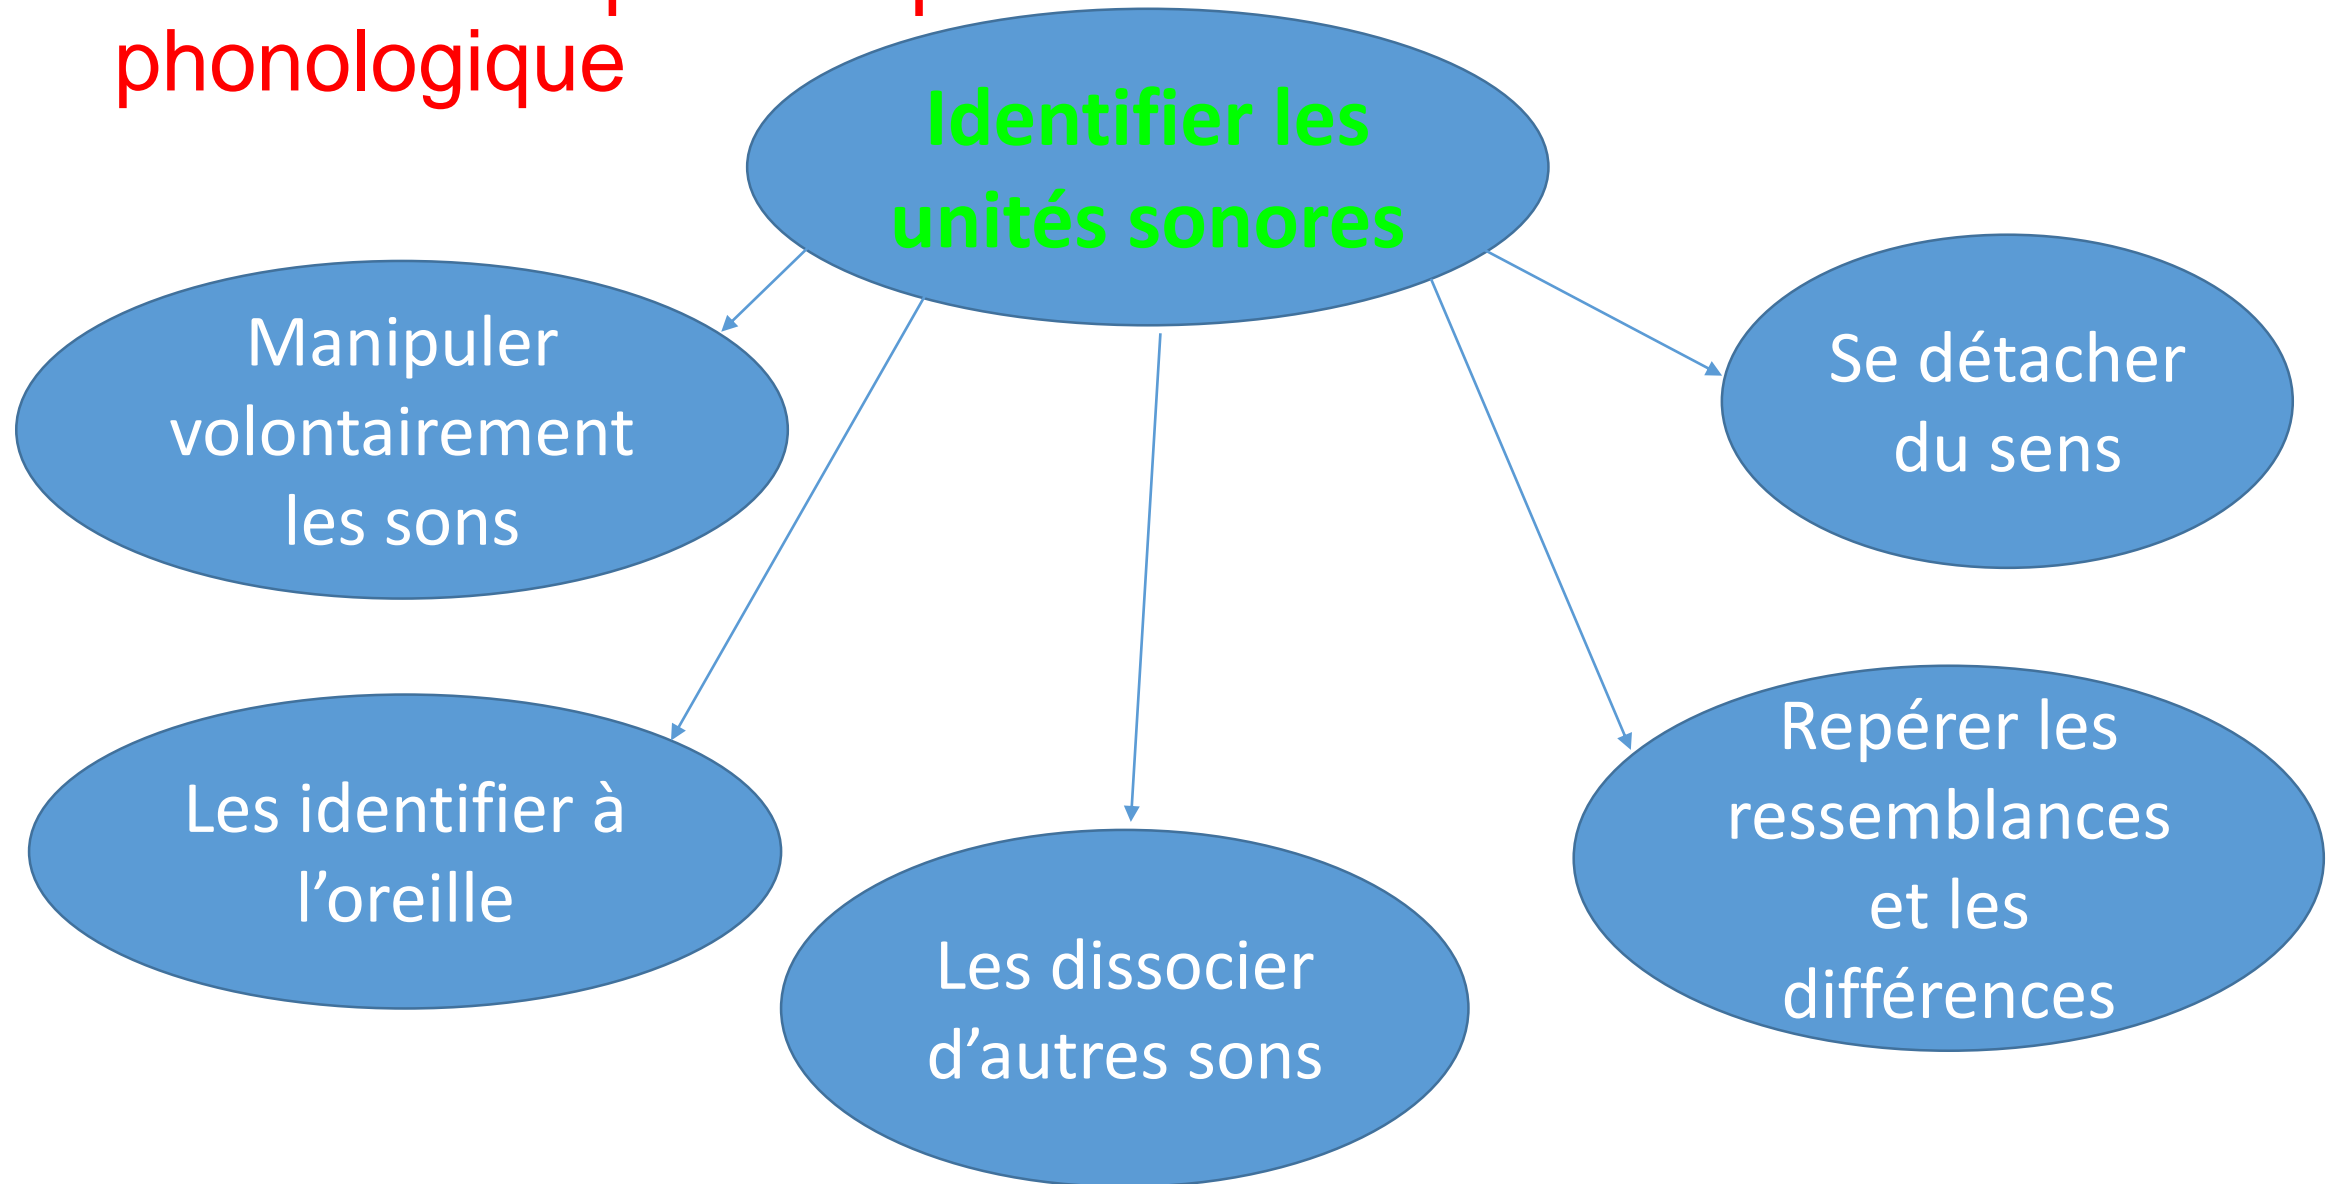 phonologique
Identifier les
unités sonores
Manipuler
volontairement
les sons
Se détacher
du sens
Les identifier à
l’oreille
Les dissocier
d’autres sons
Repérer les
ressemblances
et les
différences